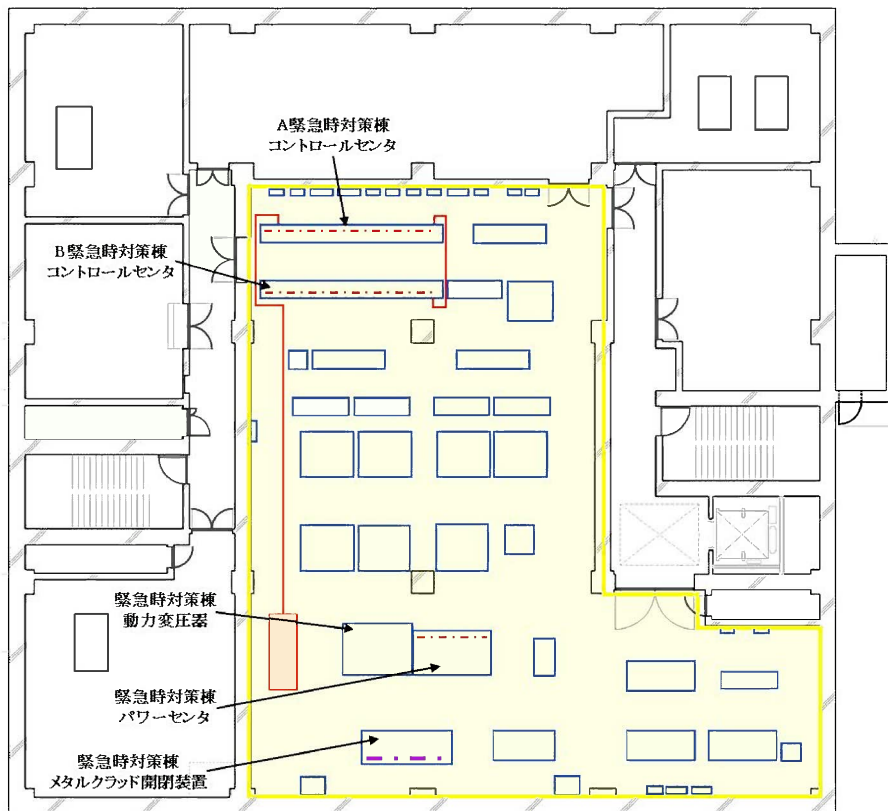 A緊急時対策棟
コントロールセンタ
B緊急時対策棟
コントロールセンタ
緊急時対策棟
動力変圧器
緊急時対策棟
パワーセンタ
緊急時対策棟
メタルクラッド開閉装置